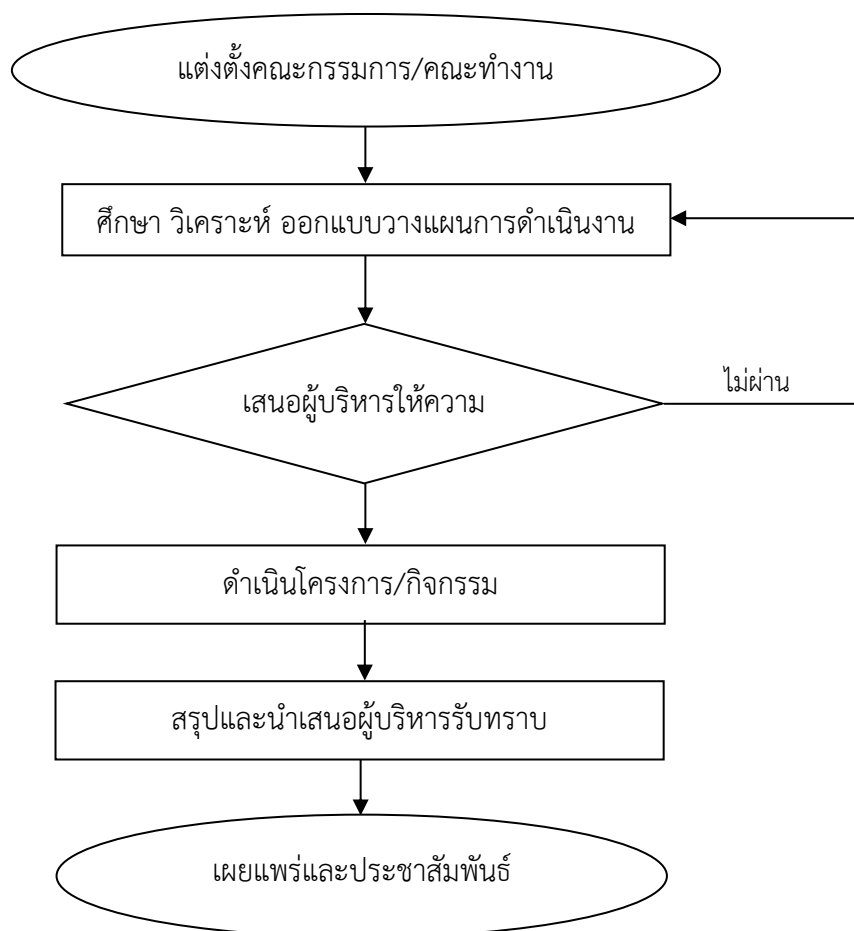 แต่งตั้งคณะกรรมการ/คณะทำงาน
ศึกษา วิเคราะห์ ออกแบบวางแผนการดำเนินงาน
เสนอผู้บริหารให้ความ
ไม่ผ่าน
ดำเนินโครงการ/กิจกรรม
สรุปและนำเสนอผู้บริหารรับทราบ
เผยแพร่และประชาสัมพันธ์